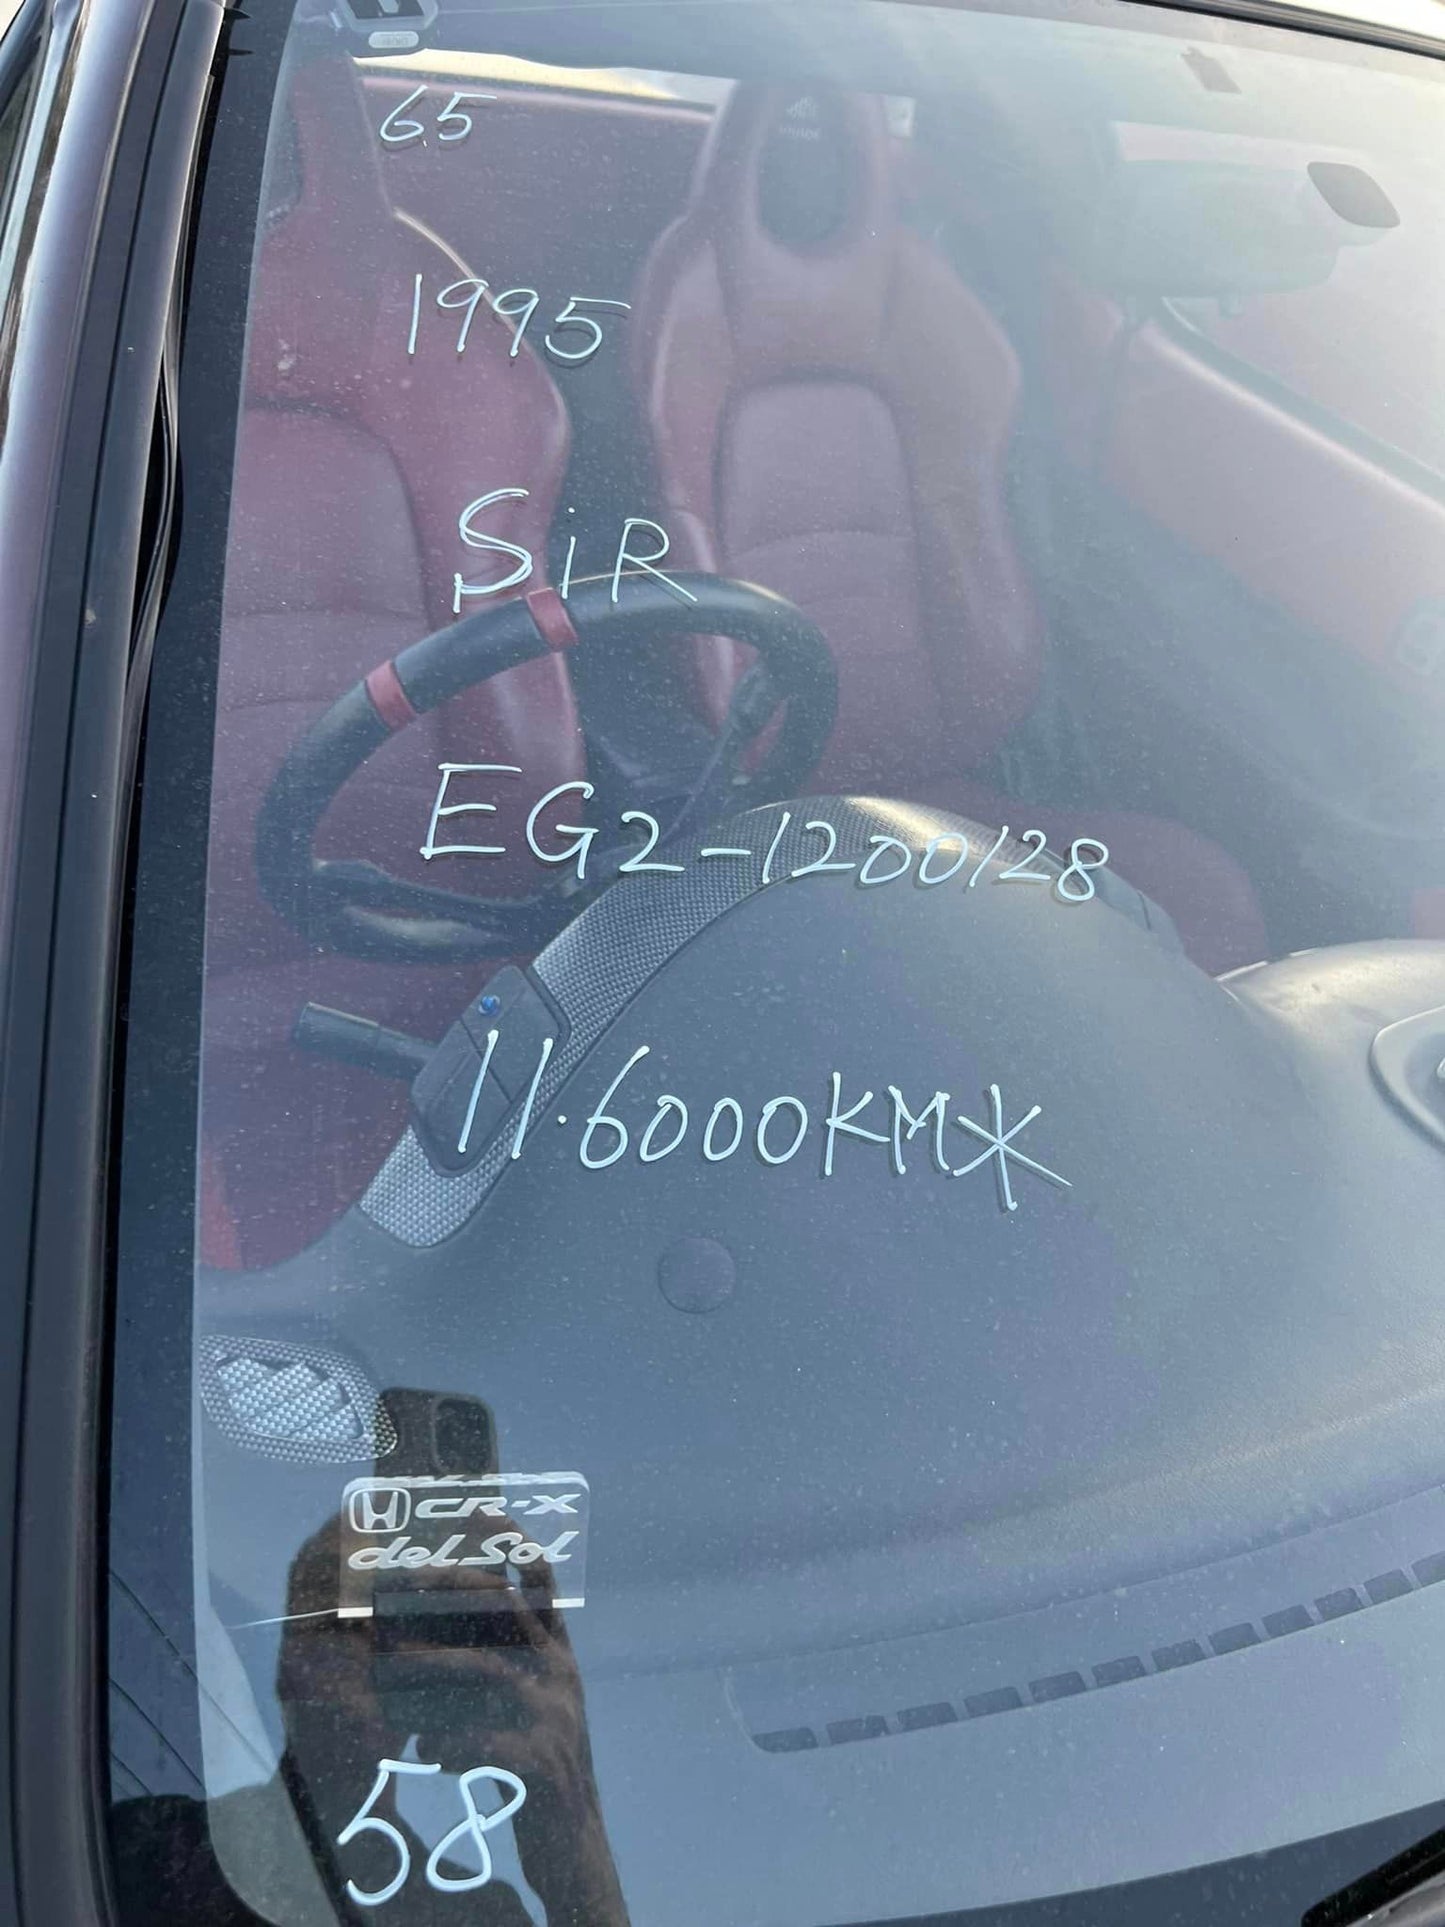 65
1995
SiR
EG2-1200128
11.6000KM*
CR-X
del Sol
58